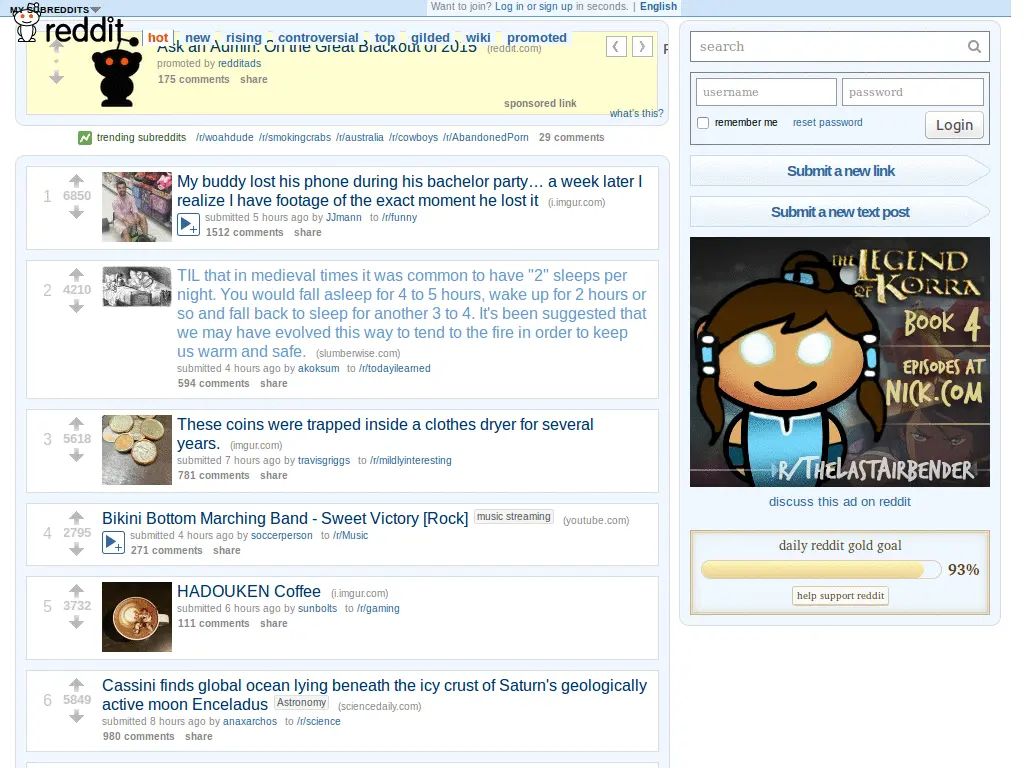 MY SUBREDDITS
Want to join? Log in or sign up in seconds. | English
reddit
hot new rising controversial top gilded wiki promoted
Ask an Admin: On the Great Blackout of 2015 (reddit.com)
promoted by redditads
175 comments share
sponsored link
what's this?
trending subreddits /r/woahdude /r/smokingcrabs /r/australia /r/cowboys /r/AbandonedPorn 29 comments
1
6850
My buddy lost his phone during his bachelor party… a week later I
realize I have footage of the exact moment he lost it (i.imgur.com)
submitted 5 hours ago by JJmann to /r/funny
1512 comments share
2
4210
TIL that in medieval times it was common to have "2" sleeps per
night. You would fall asleep for 4 to 5 hours, wake up for 2 hours or
so and fall back to sleep for another 3 to 4. It's been suggested that
we may have evolved this way to tend to the fire in order to keep
us warm and safe. (slumberwise.com)
submitted 4 hours ago by akoksum to /r/todayilearned
594 comments share
3
5618
These coins were trapped inside a clothes dryer for several
years. (imgur.com)
submitted 7 hours ago by travisgriggs to /r/mildlyinteresting
781 comments share
4
2795
Bikini Bottom Marching Band - Sweet Victory [Rock] music streaming (youtube.com)
submitted 4 hours ago by soccerperson to /r/Music
271 comments share
5
3732
HADOUKEN Coffee (i.imgur.com)
submitted 6 hours ago by sunbolts to /r/gaming
111 comments share
6
5849
Cassini finds global ocean lying beneath the icy crust of Saturn's geologically
active moon Enceladus Astronomy (sciencedaily.com)
submitted 8 hours ago by anaxarchos to /r/science
980 comments share
search
username password
remember me reset password Login
Submit a new link
Submit a new text post
THE LEGEND
OF KORRA
BOOK 4
EPISODES AT
NICK.COM
R/THELASTAIRBENDER
discuss this ad on reddit
daily reddit gold goal
93%
help support reddit